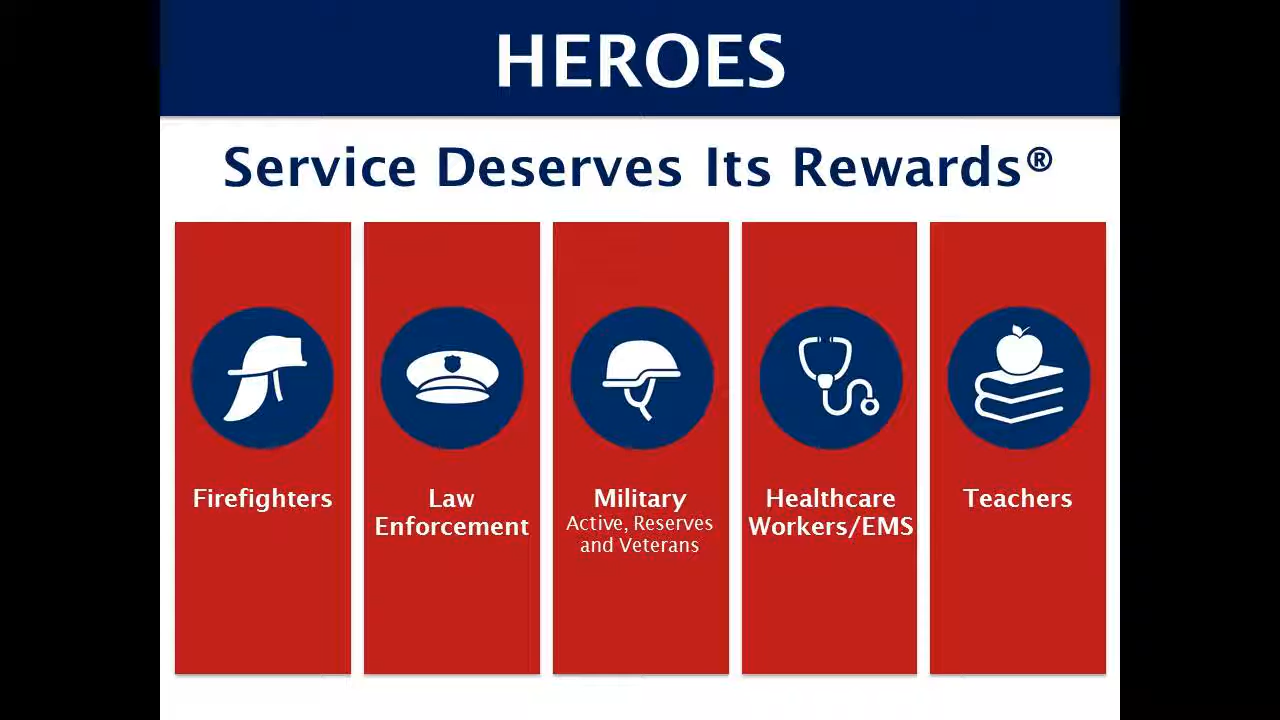 HEROES
Service Deserves Its Rewards®
Firefighters
Law
Enforcement
Military
Active, Reserves
and Veterans
Healthcare
Workers/EMS
Teachers